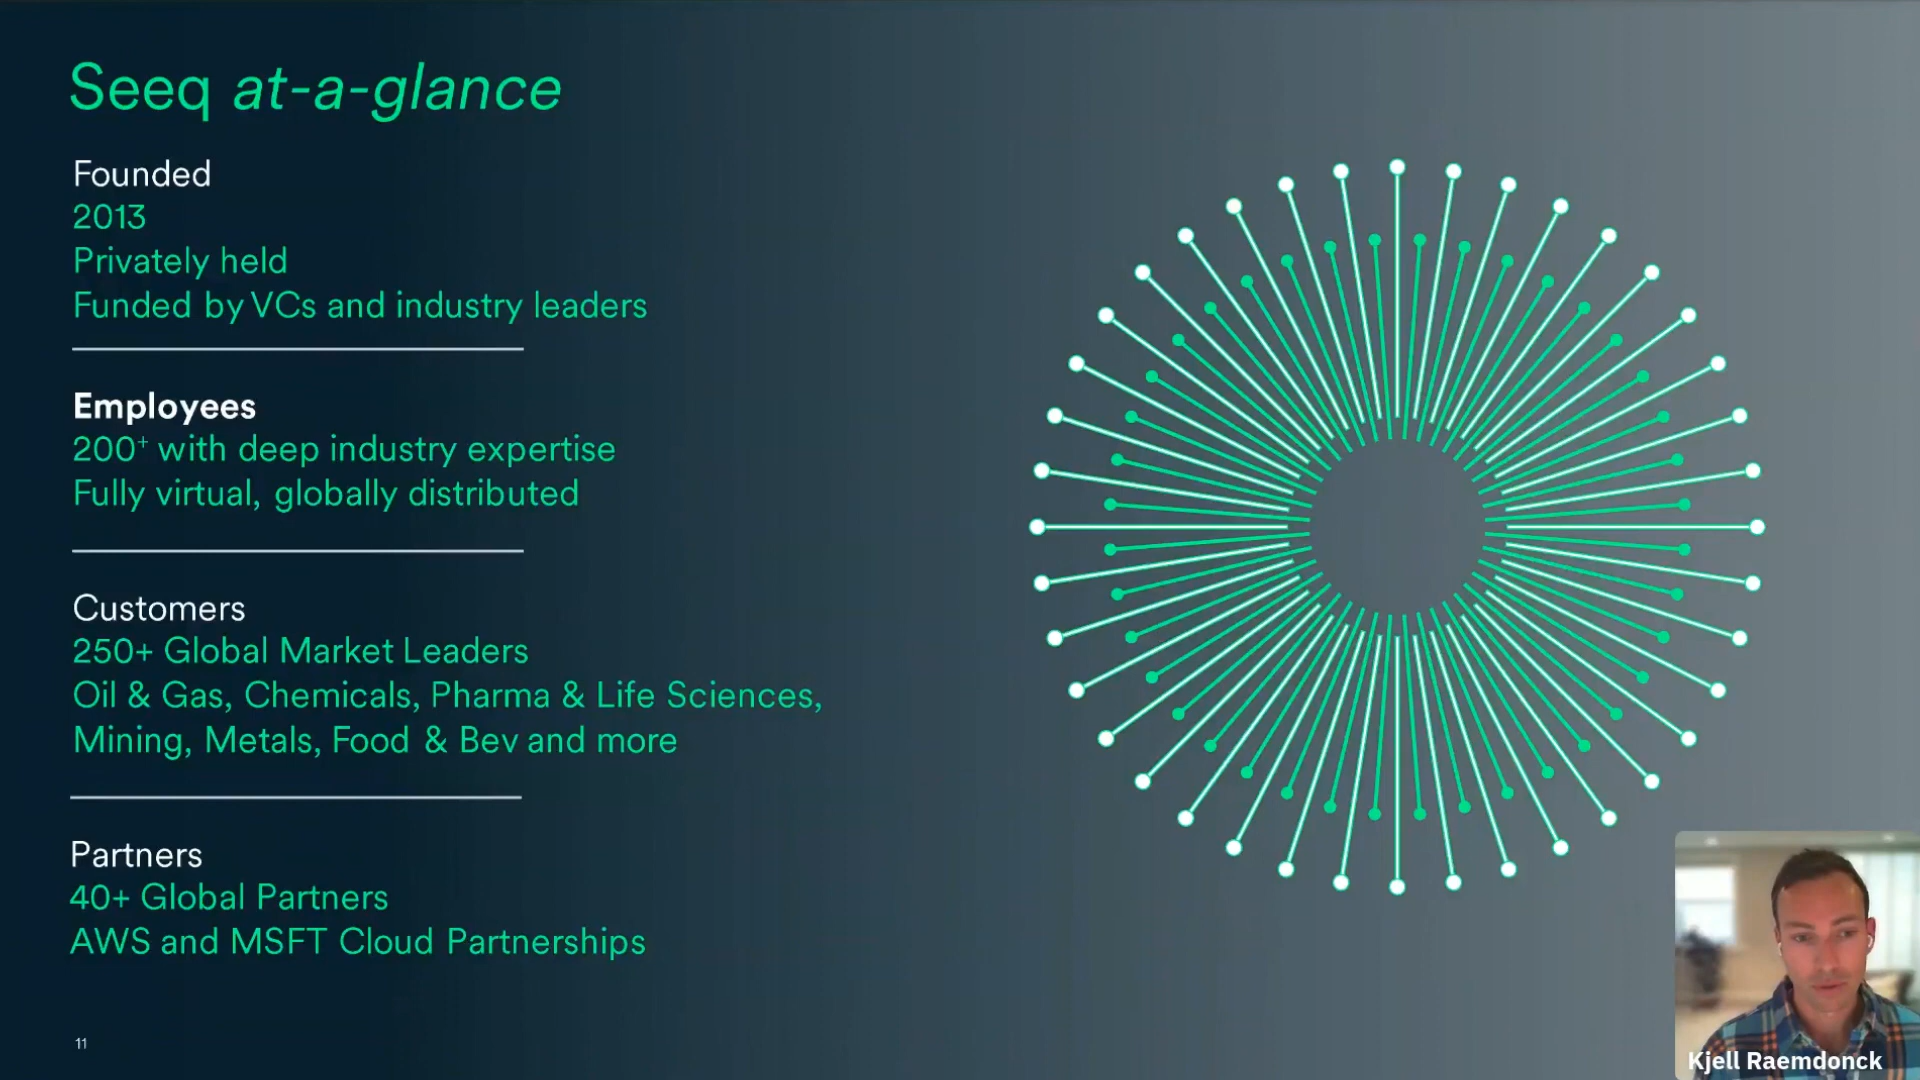 Seeq at-a-glance
Founded
2013
Privately held
Funded by VCs and industry leaders
Employees
200+ with deep industry expertise
Fully virtual, globally distributed
Customers
250+ Global Market Leaders
Oil & Gas, Chemicals, Pharma & Life Sciences,
Mining, Metals, Food & Bev and more
Partners
40+ Global Partners
AWS and MSFT Cloud Partnerships
11
Kjell Raemdonck